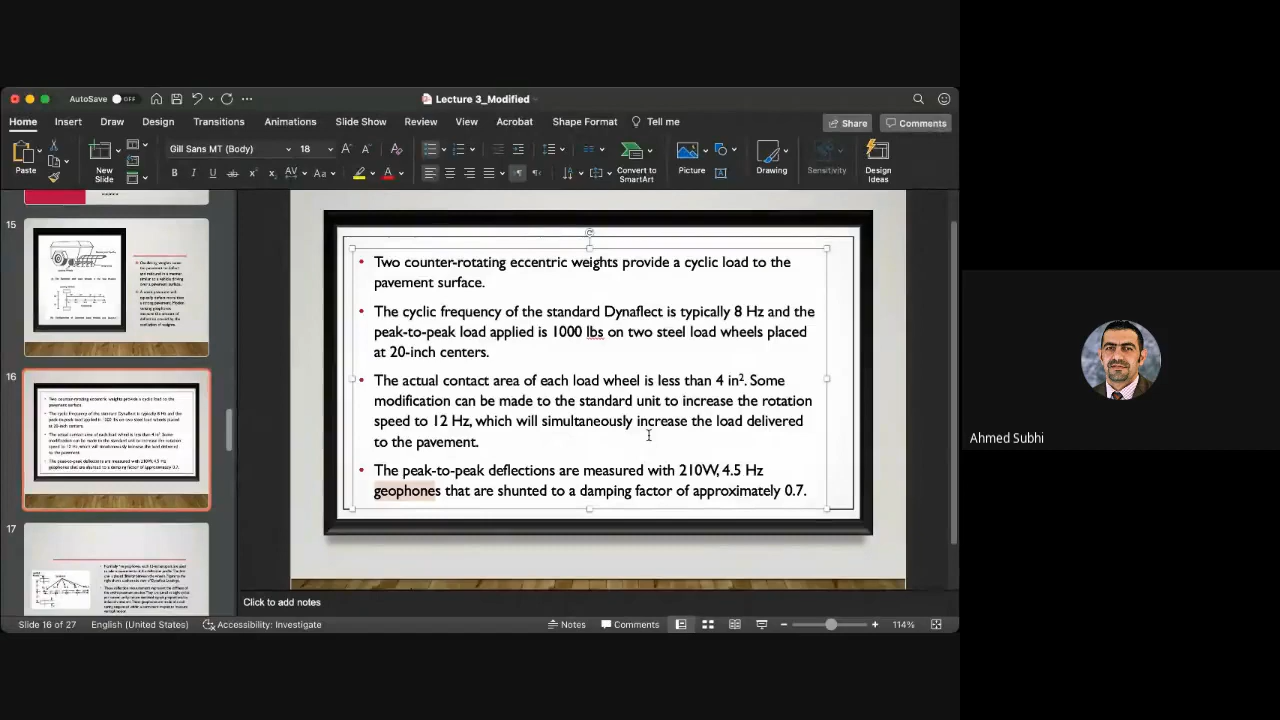 AutoSave OFF
Lecture 3_Modified
Home Insert Draw Design Transitions Animations Slide Show Review View Acrobat Shape Format Tell me Share Comments
Gill Sans MT (Body) 18
Paste
New
Slide
Convert to
SmartArt
Picture
Drawing
Sensitivity
Design
Ideas
15
16
17
• Two counter-rotating eccentric weights provide a cyclic load to the
pavement surface.
• The cyclic frequency of the standard Dynaflect is typically 8 Hz and the
peak-to-peak load applied is 1000 lbs on two steel load wheels placed
at 20-inch centers.
• The actual contact area of each load wheel is less than 4 in². Some
modification can be made to the standard unit to increase the rotation
speed to 12 Hz, which will simultaneously increase the load delivered
to the pavement.
• The peak-to-peak deflections are measured with 210W, 4.5 Hz
geophones that are shunted to a damping factor of approximately 0.7.
Click to add notes
Slide 16 of 27 English (United States) Accessibility: Investigate Notes Comments 114%
Ahmed Subhi